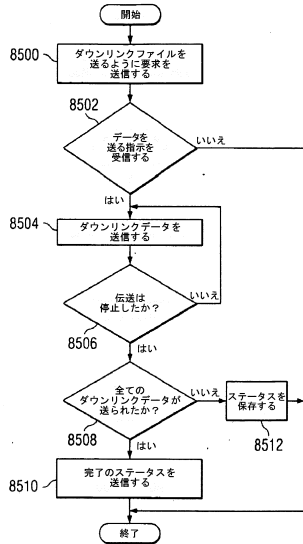 開始
8500
ダウンリンクファイルを
送るように要求を
送信する
8502
データを
送る指示を
受信する
いいえ
はい
8504
ダウンリンクデータを
送信する
伝送は
停止したか?
いいえ
8506
はい
全ての
ダウンリンクデータが
送られたか?
いいえ
ステータスを
保存する
8508
8512
はい
8510
完了のステータスを
送信する
終了